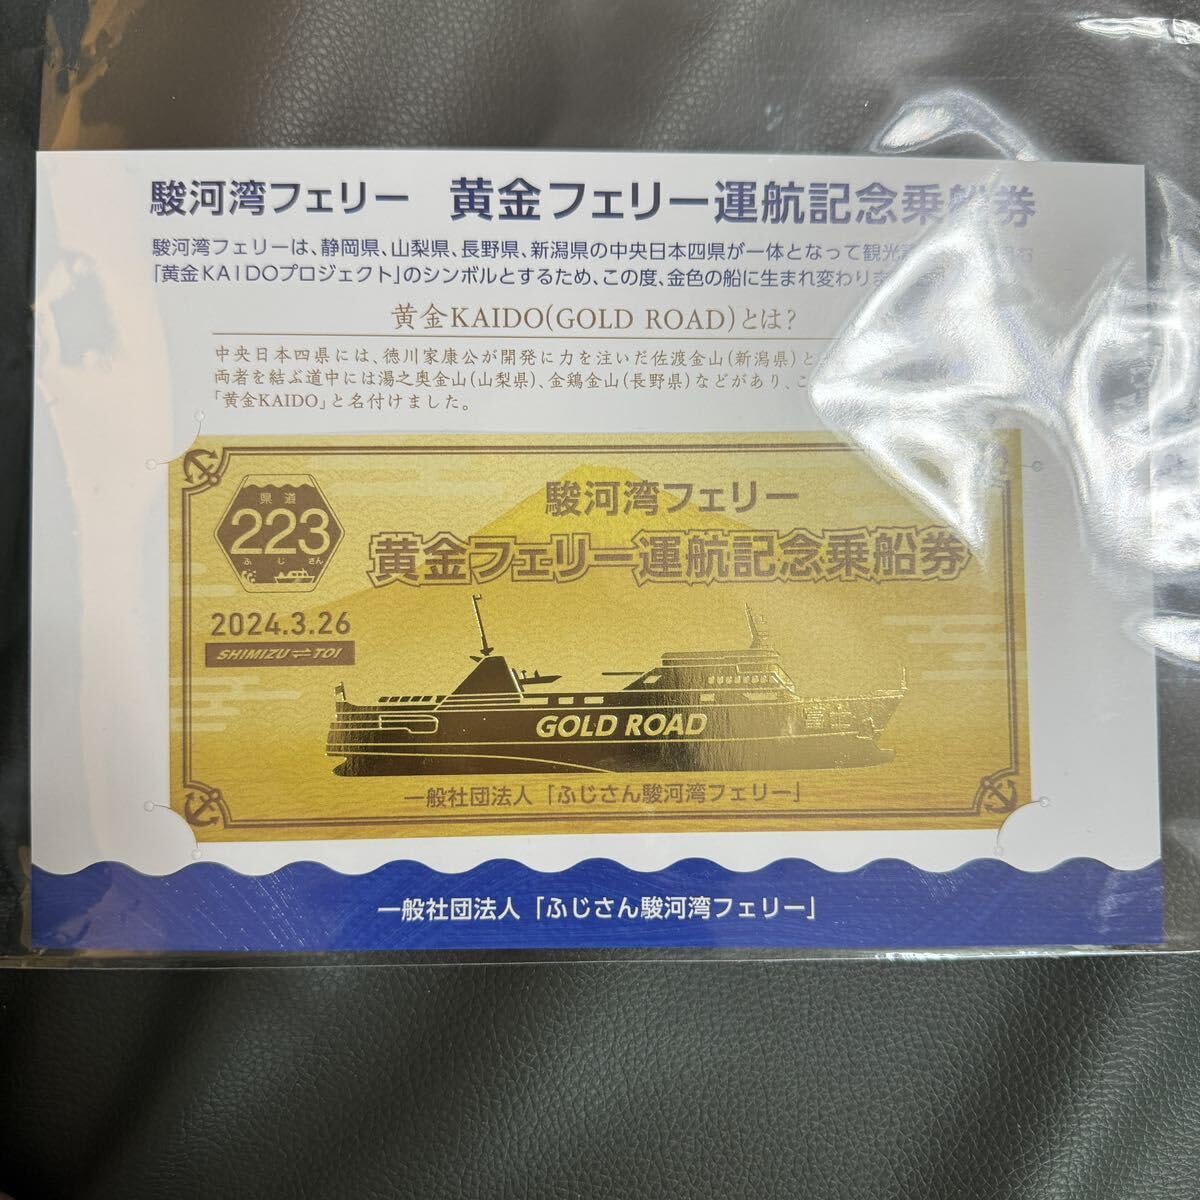 駿河湾フェリー 黄金フェリー運航記念乗船券
駿河湾フェリーは、静岡県、山梨県、長野県、新潟県の中央日本四県が一体となって観光
「黄金KAIDOプロジェクト」のシンボルとするため、この度、金色の船に生まれ変わりま
黄金KAIDO(GOLD ROAD)とは?
中央日本四県には、徳川家康公が開発に力を注いだ佐渡金山(新潟県)と
両者を結ぶ道中には湯之奥金山(山梨県)、金鶏金山(長野県)などがあり、こ
「黄金KAIDO」と名付けました。
県道
223
ふじさん
駿河湾フェリー
黄金フェリー運航記念乗船券
2024.3.26
SHIMIZU⇌TOI
GOLD ROAD
一般社団法人「ふじさん駿河湾フェリー」
一般社団法人「ふじさん駿河湾フェリー」